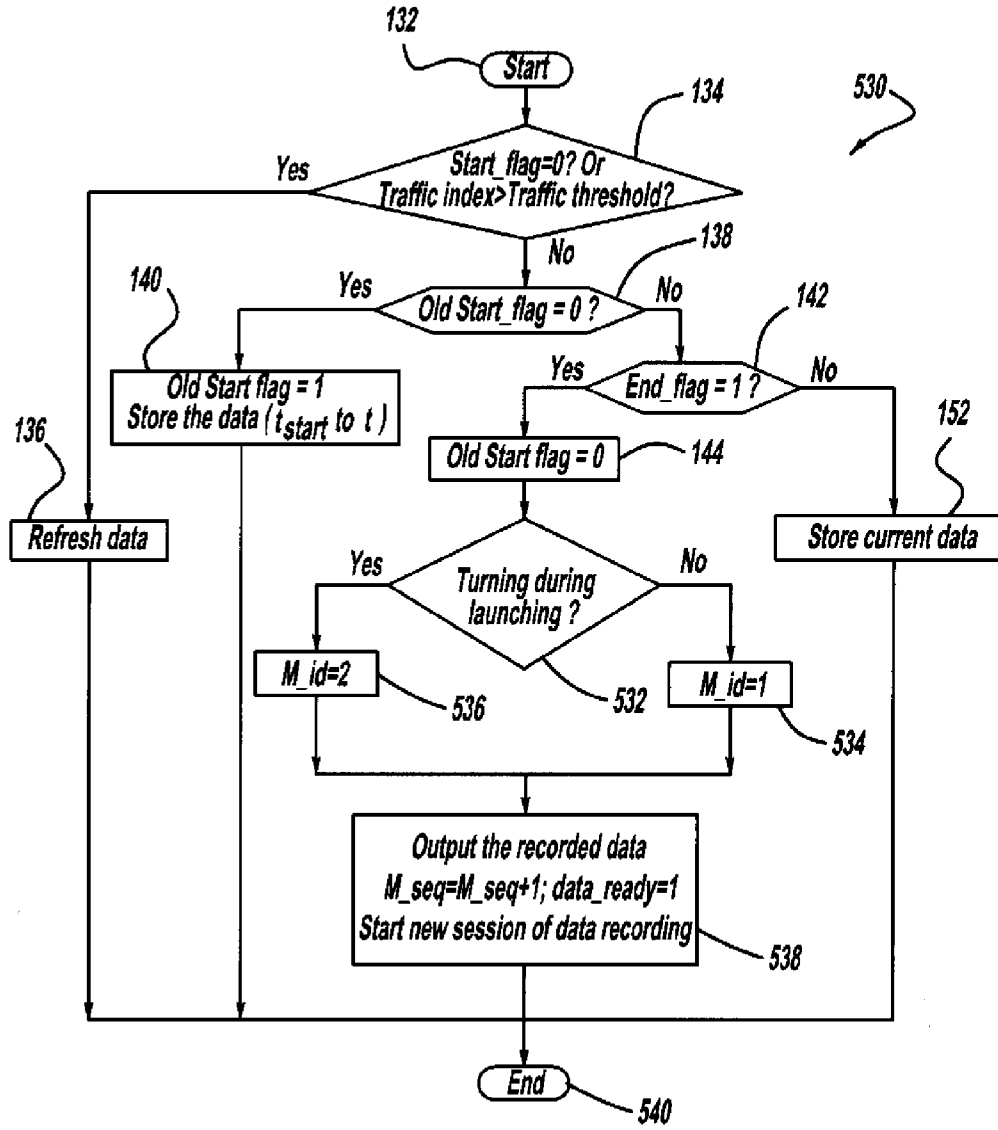 132
Start
134
530
Yes
Start_flag=0? Or
Traffic index>Traffic threshold?
No
138
140
Yes
Old Start_flag = 0 ?
No
142
Old Start flag = 1
Store the data (tstart to t )
Yes
End_flag = 1 ?
No
136
Old Start flag = 0
144
152
Refresh data
Store current data
Yes
Turning during
launching ?
No
M_id=2
536
532
M_id=1
534
Output the recorded data
M_seq=M_seq+1; data_ready=1
Start new session of data recording
538
End
540